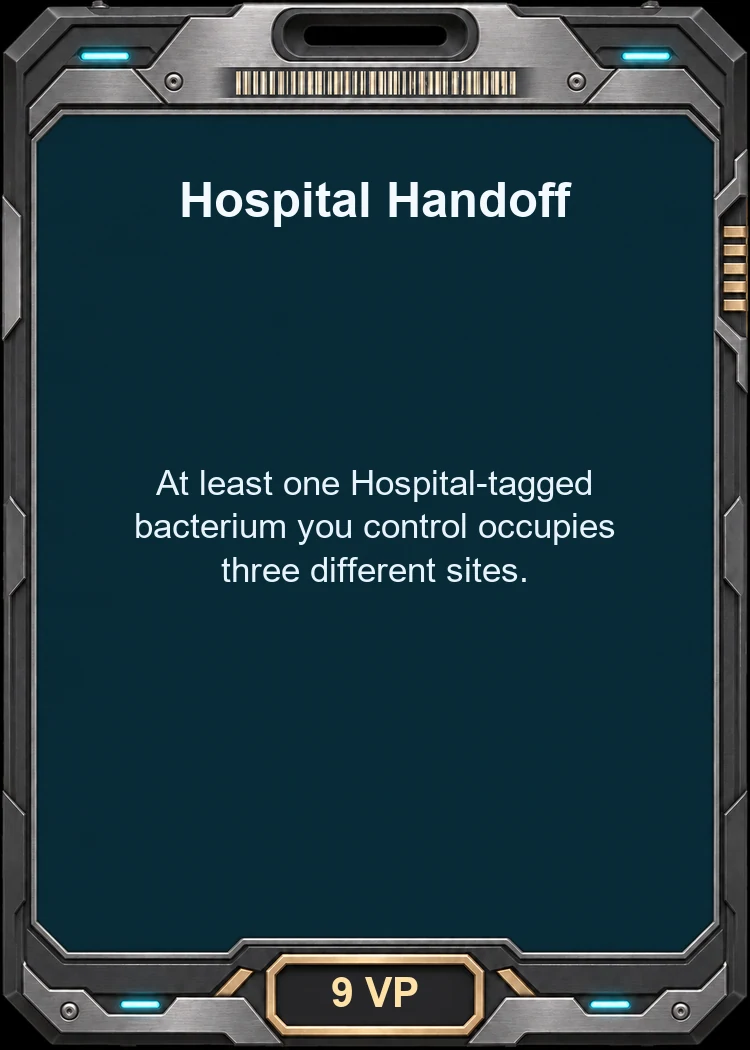 Hospital Handoff
At least one Hospital-tagged
bacterium you control occupies
three different sites.
9 VP